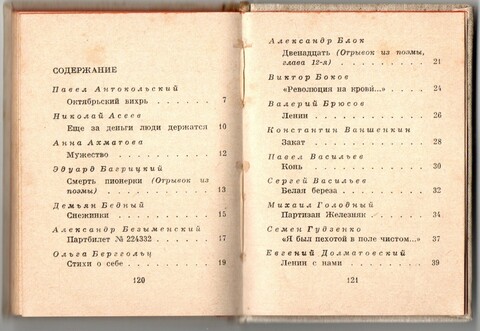 СОДЕРЖАНИЕ
Павел Антокольский
Октябрьский вихрь . . . . . . . 7
Николай Асеев
Еще за деньги люди держатся 10
Анна Ахматова
Мужество . . . . . . . . . 12
Эдуард Багрицкий
Смерть пионерки (Отрывок из
поэмы) . . . . . . . . . . 13
Демьян Бедный
Снежинки . . . . . . . . . 15
Александр Безыменский
Партбилет № 224332 . . . . . 17
Ольга Берггольц
Стихи о себе . . . . . . . . 19
120
Александр Блок
Двенадцать (Отрывок из поэмы,
глава 12-я) . . . . . . . . 21
Виктор Боков
«Революция на крови...» . . . . 24
Валерий Брюсов
Ленин . . . . . . . . . . 26
Константин Ваншенкин
Закат . . . . . . . . . . 28
Павел Васильев
Конь . . . . . . . . . . 30
Сергей Васильев
Белая береза . . . . . . . . 32
Михаил Голодный
Партизан Железняк . . . . . . 34
Семен Гудзенко
«Я был пехотой в поле чистом...» 37
Евгений Долматовский
Ленин с нами . . . . . . . . 39
121